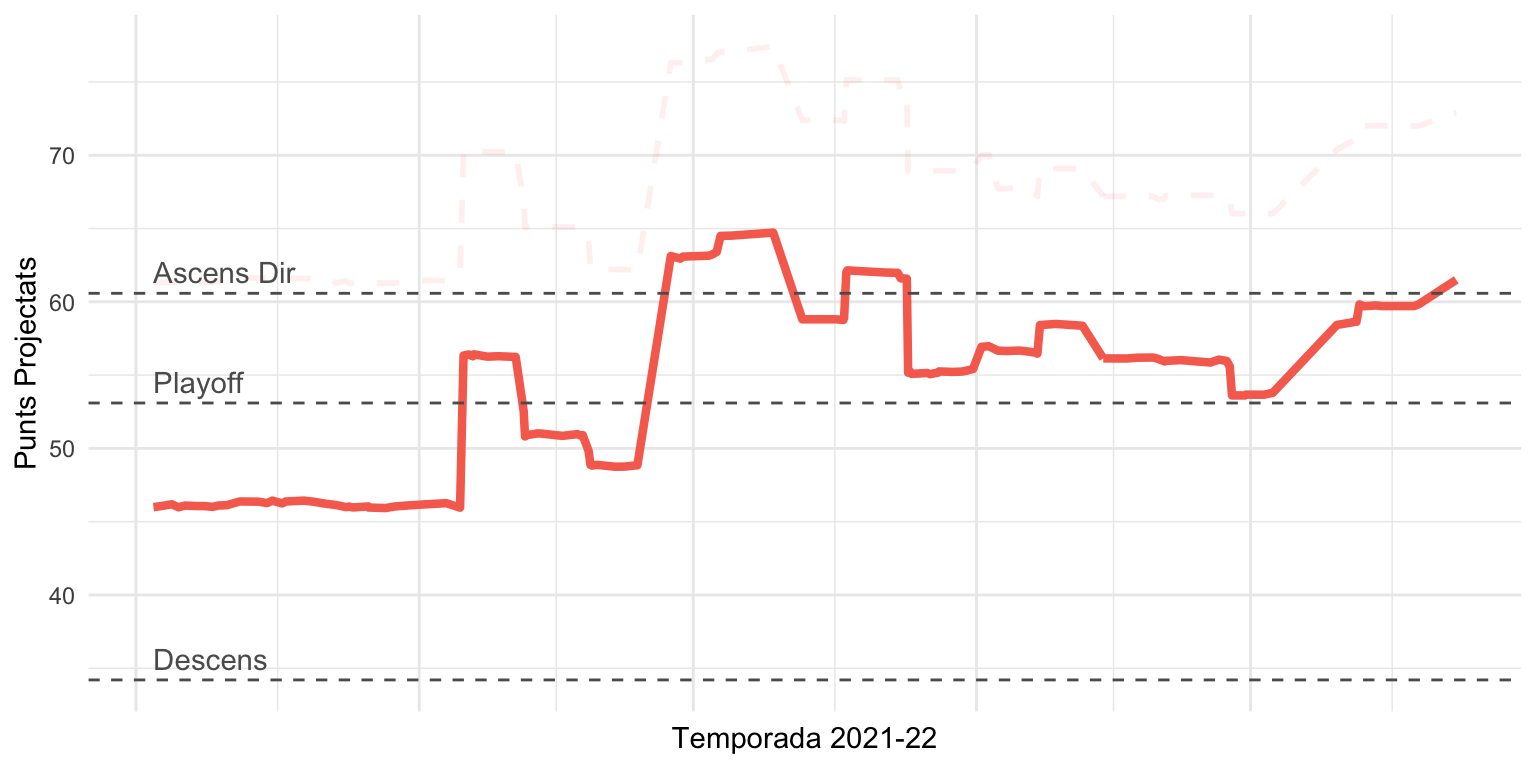 70
60
50
40
Ascens Dir
Playoff
Descens
Punts Projectats
Temporada 2021-22